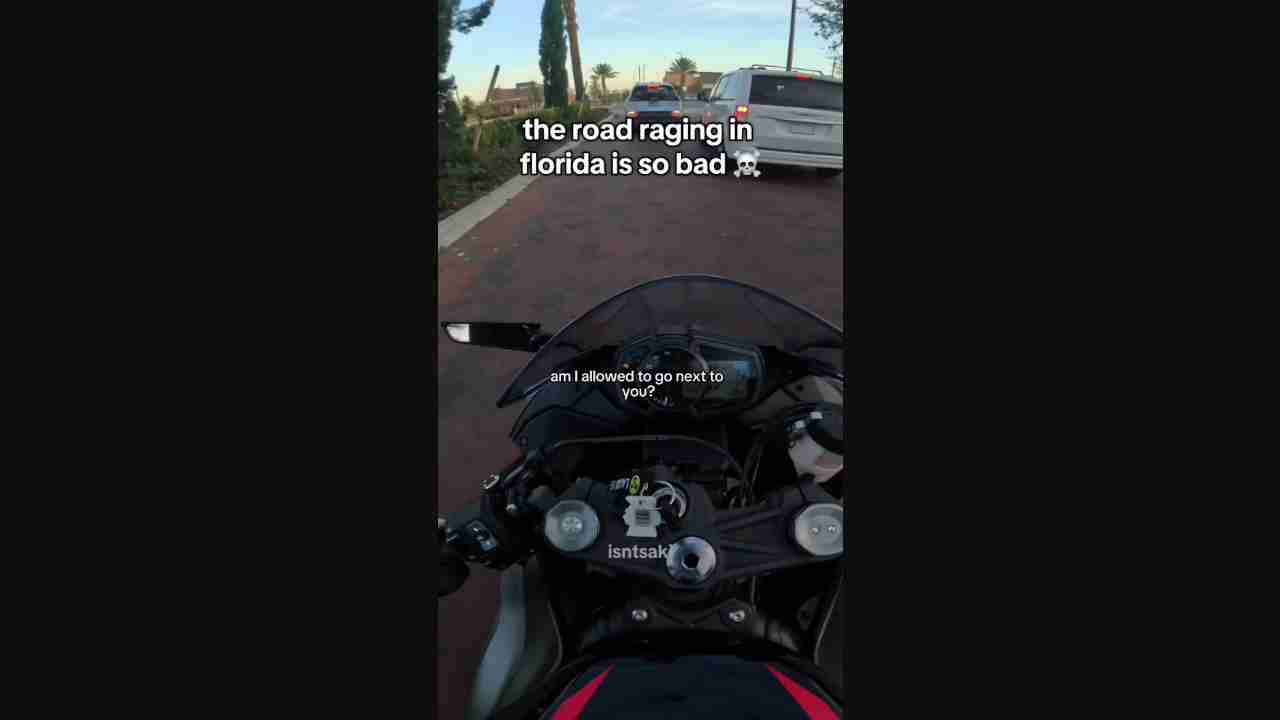 the road raging in
florida is so bad ☠️
am I allowed to go next to
you?
isntsak